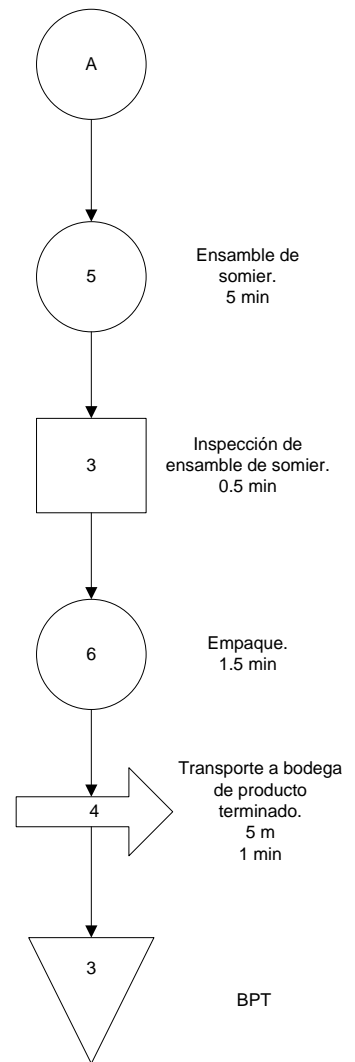 A
5
Ensamble de
somier.
5 min
3
Inspección de
ensamble de somier.
0.5 min
6
Empaque.
1.5 min
4
Transporte a bodega
de producto
terminado.
5 m
1 min
3
BPT